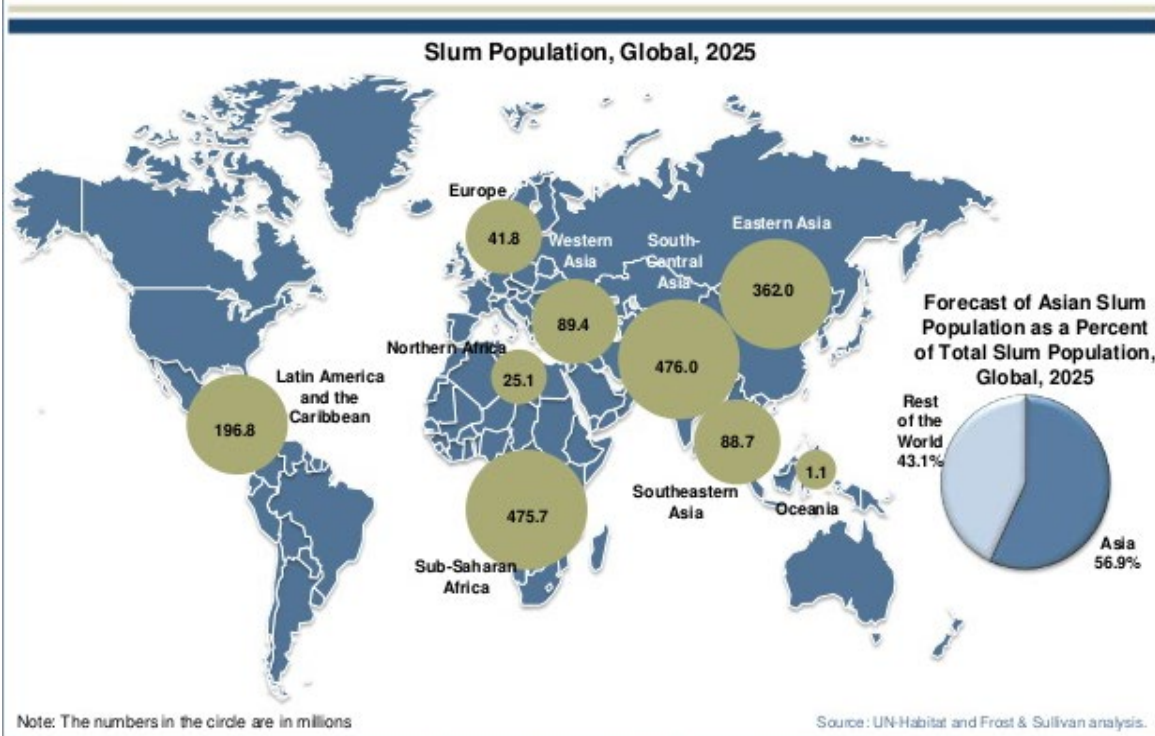 Slum Population, Global, 2025
Europe
41.8
Western
Asia
89.4
South-
Central
Asia
476.0
Eastern Asia
362.0
Northern Africa
25.1
Latin America
and the
Caribbean
196.8
Sub-Saharan
Africa
475.7
Southeastern
Asia
88.7
Oceania
1.1
Forecast of Asian Slum
Population as a Percent
of Total Slum Population,
Global, 2025
Rest
of the
World
43.1%
Asia
56.9%
Note: The numbers in the circle are in millions
Source: UN-Habitat and Frost & Sullivan analysis.